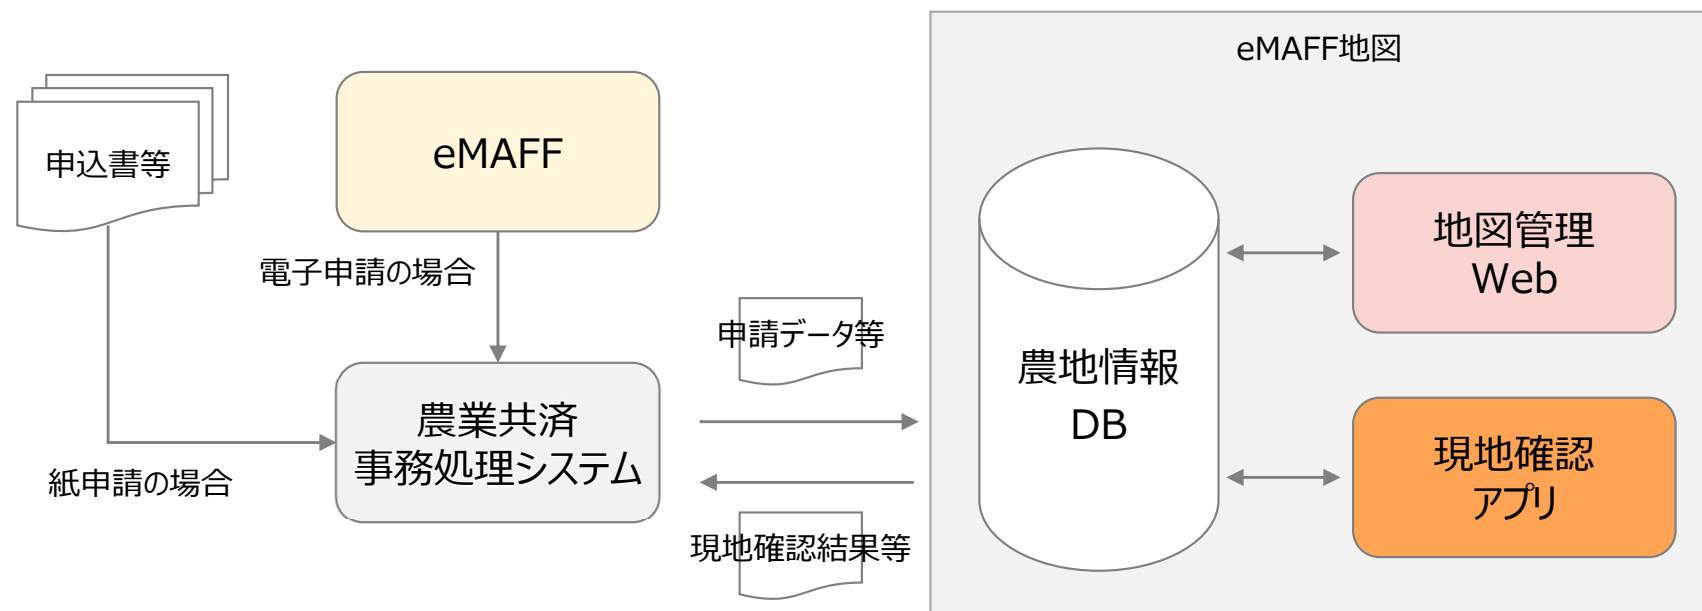 eMAFF地図
申込書等
eMAFF
電子申請の場合
申請データ等
農業共済
事務処理システム
紙申請の場合
現地確認結果等
農地情報
DB
地図管理
Web
現地確認
アプリ